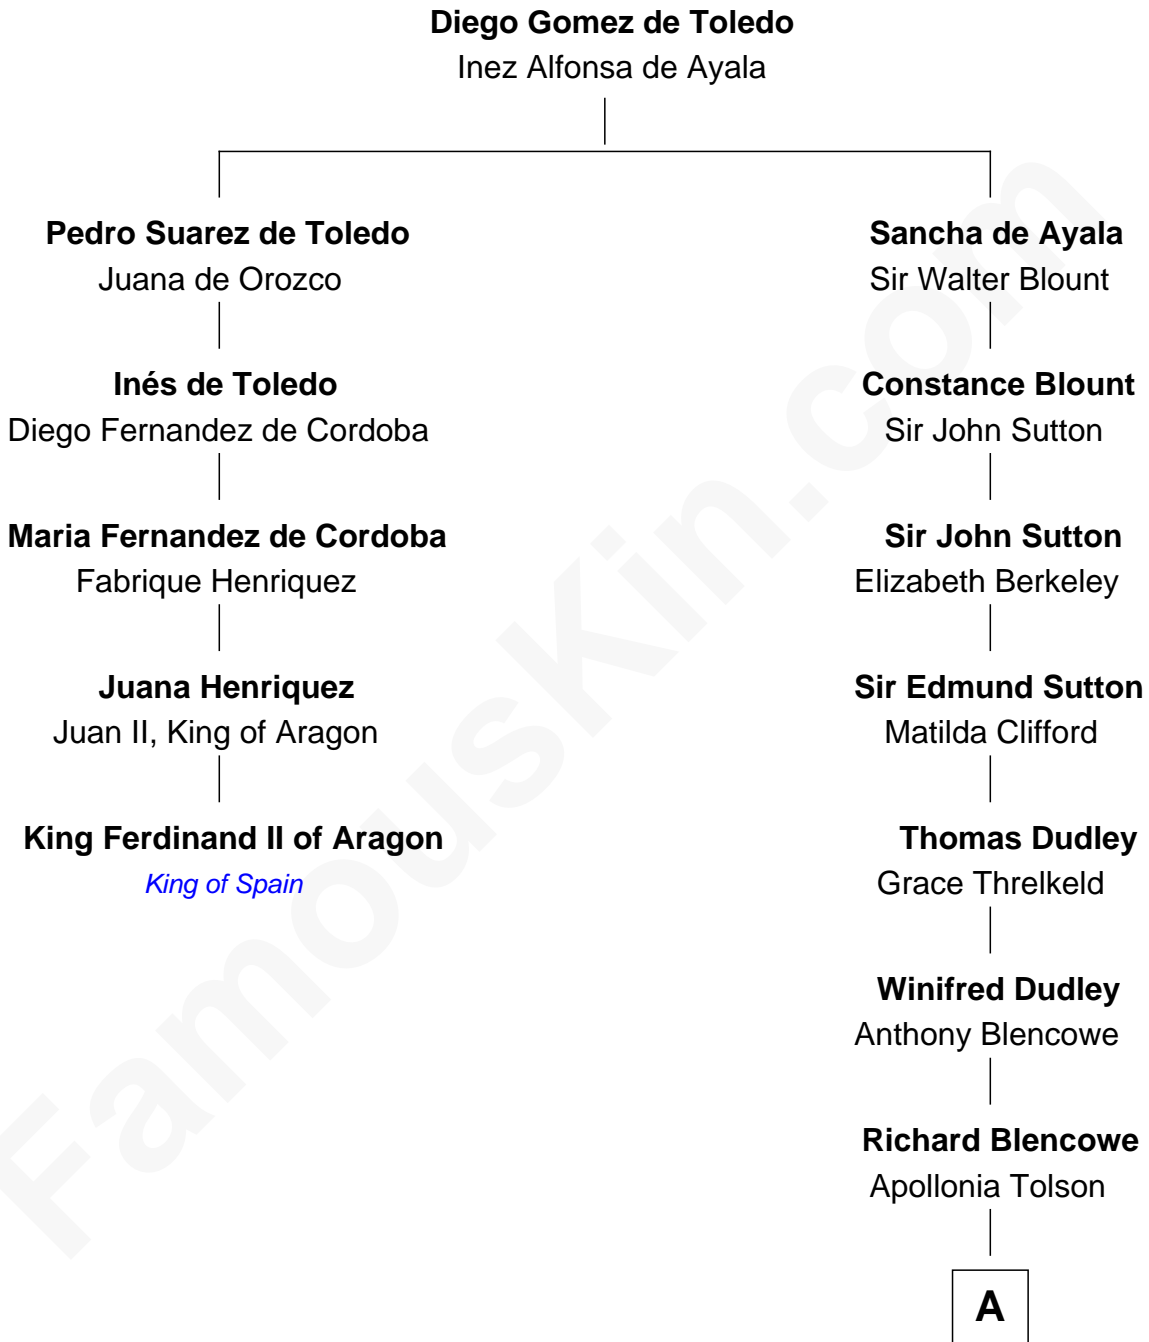 Diego Gomez de Toledo
Inez Alfonsa de Ayala
Pedro Suarez de Toledo
Juana de Orozco
Inés de Toledo
Diego Fernandez de Cordoba
Maria Fernandez de Cordoba
Fabrique Henriquez
Juana Henriquez
Juan II, King of Aragon
King Ferdinand II of Aragon
King of Spain
Sancha de Ayala
Sir Walter Blount
Constance Blount
Sir John Sutton
Sir John Sutton
Elizabeth Berkeley
Sir Edmund Sutton
Matilda Clifford
Thomas Dudley
Grace Threlkeld
Winifred Dudley
Anthony Blencowe
Richard Blencowe
Apollonia Tolson
A
FamousKin.com